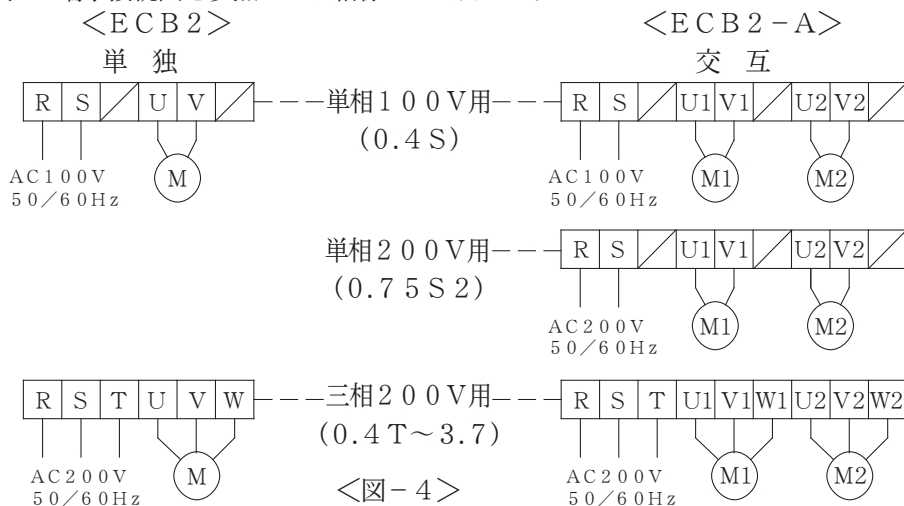 <ECB2>
単 独
<ECB2-A>
交 互
R S U V
単相100V用
(0.4S)
R S U1 V1 U2 V2
AC100V
50/60Hz
M
AC100V
50/60Hz
M1
M2
単相200V用
(0.75S2)
R S U1 V1 U2 V2
AC200V
50/60Hz
M1
M2
R S T U V W
三相200V用
(0.4T~3.7)
R S T U1 V1 W1 U2 V2 W2
AC200V
50/60Hz
M
AC200V
50/60Hz
M1
M2
<図-4>